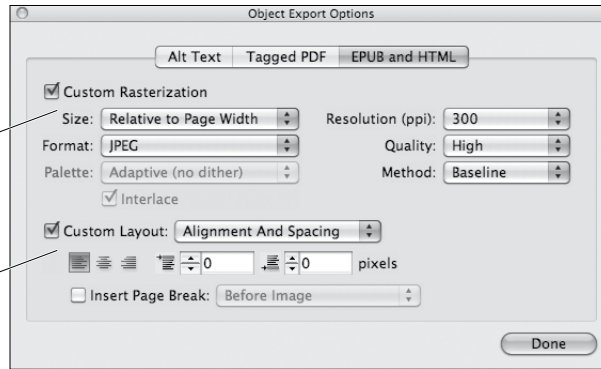 Object Export Options
Alt Text Tagged PDF EPUB and HTML
Custom Rasterization
Size: Relative to Page Width Resolution (ppi): 300
Format: JPEG Quality: High
Palette: Adaptive (no dither) Method: Baseline
Interlace
Custom Layout: Alignment And Spacing
0 0 pixels
Insert Page Break: Before Image
Done